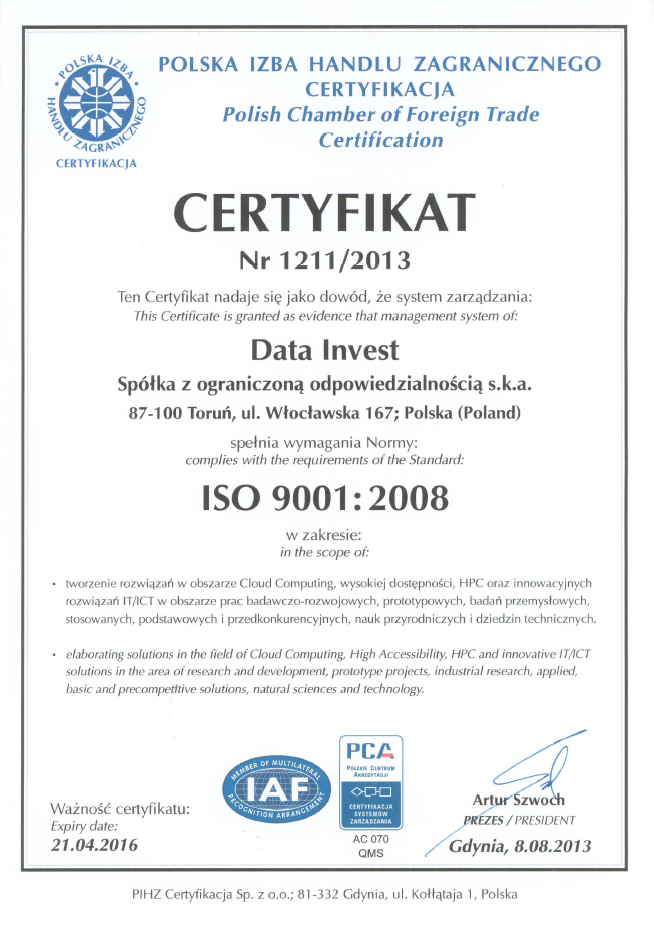 POLSKA IZBA
HANDLU ZAGRANICZNEGO
CERTYFIKACJA
POLSKA IZBA HANDLU ZAGRANICZNEGO
CERTYFIKACJA
Polish Chamber of Foreign Trade
Certification
CERTYFIKAT
Nr 1211/2013
Ten Certyfikat nadaje się jako dowód, że system zarządzania:
This Certificate is granted as evidence that management system of:
Data Invest
Spółka z ograniczoną odpowiedzialnością s.k.a.
87-100 Toruń, ul. Włocławska 167; Polska (Poland)
spełnia wymagania Normy:
complies with the requirements of the Standard:
ISO 9001: 2008
w zakresie:
in the scope of:
• tworzenie rozwiązań w obszarze Cloud Computing, wysokiej dostępności, HPC oraz innowacyjnych
rozwiązań IT/ICT w obszarze prac badawczo-rozwojowych, prototypowych, badań przemysłowych,
stosowanych, podstawowych i przedkonkurencyjnych, nauk przyrodniczych i dziedzin technicznych.
• elaborating solutions in the field of Cloud Computing, High Accessibility, HPC and innovative IT/ICT
solutions in the area of research and development, prototype projects, industrial research, applied,
basic and precompetitive solutions, natural sciences and technology.
Ważność certyfikatu:
Expiry date:
21.04.2016
MEMBER OF MULTILATERAL
IAF
RECOGNITION ARRANGEMENT
PCA
POLSKIE CENTRUM
AKREDYTACJI
CERTYFIKACJA
SYSTEMÓW
ZARZĄDZANIA
AC 070
QMS
Artur Szwoch
PREZES / PRESIDENT
Gdynia, 8.08.2013
PIHZ Certyfikacja Sp. z o.o.; 81-332 Gdynia, ul. Kołłątaja 1, Polska